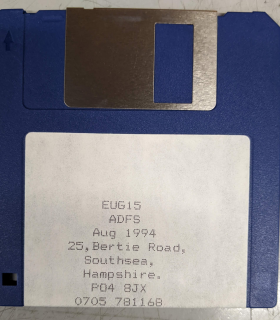 EUG15
ADFS
Aug 1994
25,Bertie Road,
Southsea,
Hampshire.
PO4 8JX
0705 781168